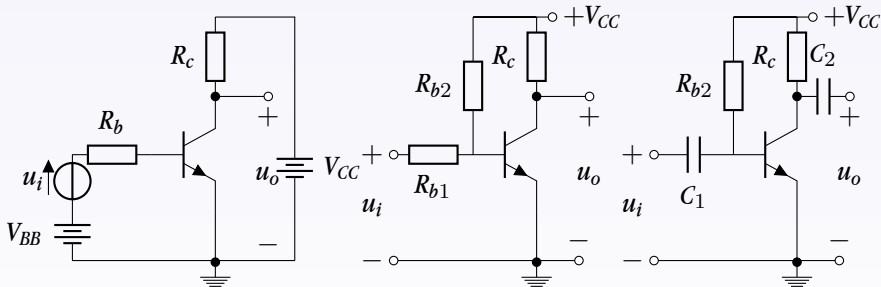 R_c
R_b
+
u_i
u_o
V_CC
V_BB
−
+V_CC
R_b2
R_c
+
+
R_b1
u_i
u_o
−
−
+V_CC
R_b2
R_c
C_2
+
+
C_1
u_i
u_o
−
−